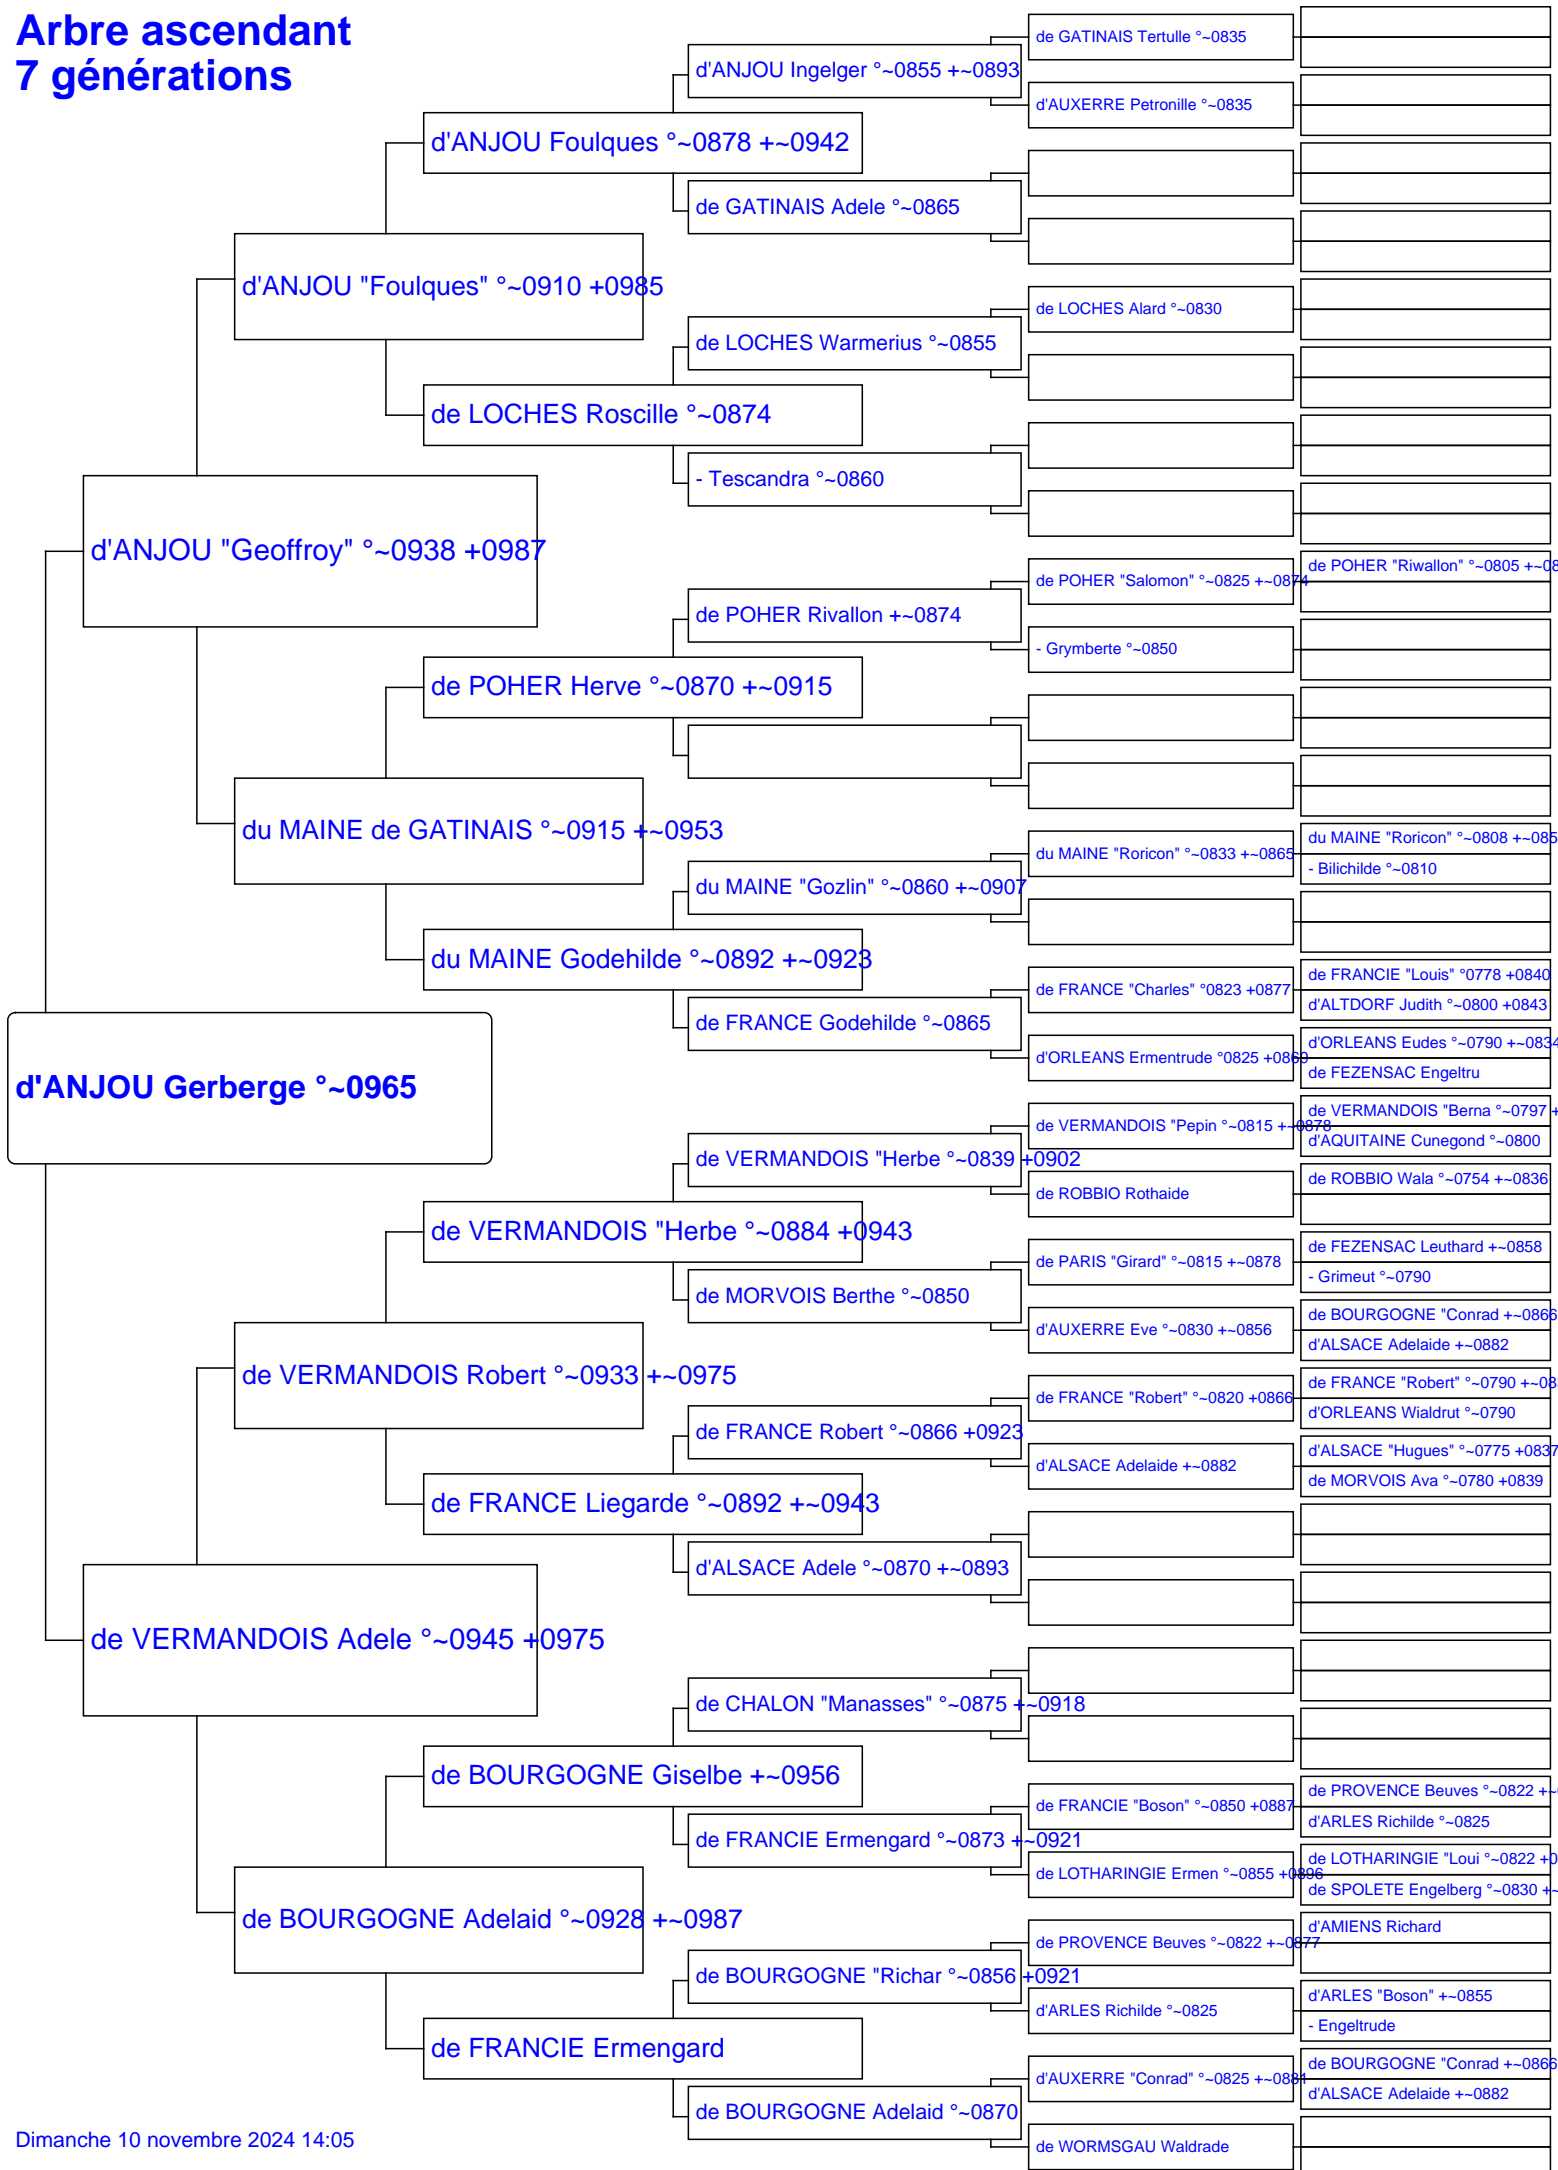 Arbre ascendant
7 générations
d'ANJOU Gerberge °~0965
d'ANJOU "Geoffroy" °~0938 +0987
de VERMANDOIS Adele °~0945 +0975
d'ANJOU "Foulques" °~0910 +0985
du MAINE de GATINAIS °~0915 +~0953
de VERMANDOIS Robert °~0933 +~0975
de BOURGOGNE Adelaid °~0928 +~0987
d'ANJOU Foulques °~0878 +~0942
de LOCHES Roscille °~0874
de POHER Herve °~0870 +~0915
du MAINE Godehilde °~0892 +~0923
de VERMANDOIS "Herbe °~0884 +0943
de FRANCE Liegarde °~0892 +~0943
de BOURGOGNE Giselbe +~0956
de FRANCIE Ermengard
d'ANJOU Ingelger °~0855 +~0893
de GATINAIS Adele °~0865
de LOCHES Warmerius °~0855
- Tescandra °~0860
de POHER Rivallon +~0874
du MAINE "Gozlin" °~0860 +~0907
de FRANCE Godehilde °~0865
de VERMANDOIS "Herbe °~0839 +0902
de MORVOIS Berthe °~0850
de FRANCE Robert °~0866 +0923
d'ALSACE Adele °~0870 +~0893
de CHALON "Manasses" °~0875 +~0918
de FRANCIE Ermengard °~0873 +~0921
de BOURGOGNE "Richar °~0856 +0921
de BOURGOGNE Adelaid °~0870
de GATINAIS Tertulle °~0835
d'AUXERRE Petronille °~0835
de LOCHES Alard °~0830
de POHER "Salomon" °~0825 +~0874
- Grymberte °~0850
du MAINE "Roricon" °~0833 +~0865
de FRANCE "Charles" °0823 +0877
d'ORLEANS Ermentrude °0825 +0869
de VERMANDOIS "Pepin °~0815 +~0878
de ROBBIO Rothaide
de PARIS "Girard" °~0815 +~0878
d'AUXERRE Eve °~0830 +~0856
de FRANCE "Robert" °~0820 +0866
d'ALSACE Adelaide +~0882
de FRANCIE "Boson" °~0850 +0887
de LOTHARINGIE Ermen °~0855 +0896
de PROVENCE Beuves °~0822 +~0877
d'ARLES Richilde °~0825
d'AUXERRE "Conrad" °~0825 +~0881
de WORMSGAU Waldrade
de POHER "Riwallon" °~0805 +~08
du MAINE "Roricon" °~0808 +~085
- Bilichilde °~0810
de FRANCIE "Louis" °0778 +0840
d'ALTDORF Judith °~0800 +0843
d'ORLEANS Eudes °~0790 +~0834
de FEZENSAC Engeltru
de VERMANDOIS "Berna °~0797 +
d'AQUITAINE Cunegond °~0800
de ROBBIO Wala °~0754 +~0836
de FEZENSAC Leuthard +~0858
- Grimeut °~0790
de BOURGOGNE "Conrad +~0866
d'ALSACE Adelaide +~0882
de FRANCE "Robert" °~0790 +~08
d'ORLEANS Wialdrut °~0790
d'ALSACE "Hugues" °~0775 +0837
de MORVOIS Ava °~0780 +0839
de PROVENCE Beuves °~0822 +~
d'ARLES Richilde °~0825
de LOTHARINGIE "Loui °~0822 +0
de SPOLETE Engelberg °~0830 +~
d'AMIENS Richard
d'ARLES "Boson" +~0855
- Engeltrude
de BOURGOGNE "Conrad +~0866
d'ALSACE Adelaide +~0882
Dimanche 10 novembre 2024 14:05